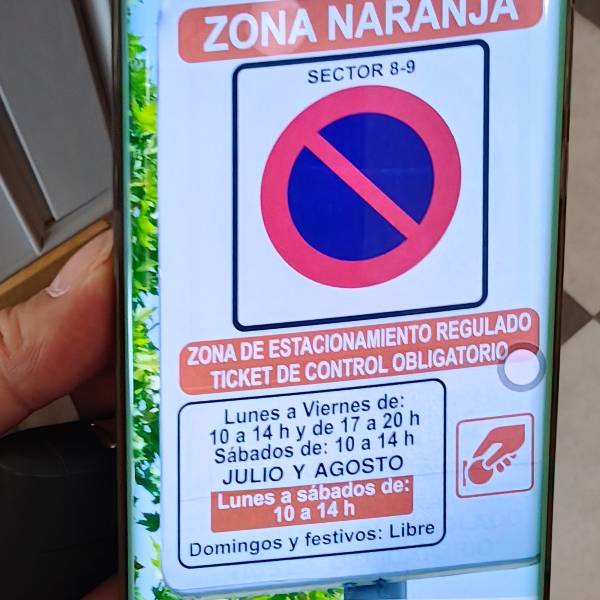 ZONA NARANJA
SECTOR 8-9
ZONA DE ESTACIONAMIENTO REGULADO
TICKET DE CONTROL OBLIGATORIO
Lunes a Viernes de:
10 a 14 h y de 17 a 20 h
Sábados de: 10 a 14 h
JULIO Y AGOSTO
Lunes a sábados de:
10 a 14 h
Domingos y festivos: Libre